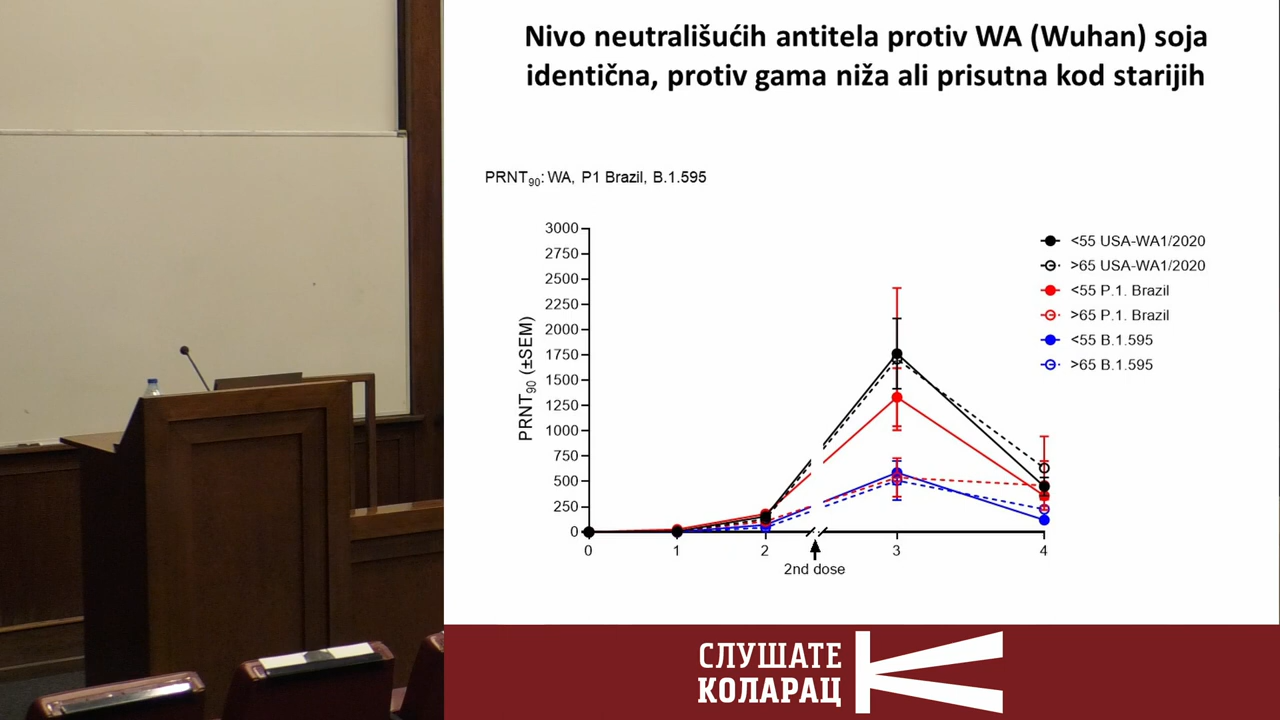 Nivo neutrališućih antitela protiv WA (Wuhan) soja
identična, protiv gama niža ali prisutna kod starijih
PRNT90: WA, P1 Brazil, B.1.595
PRNT90 (±SEM)
3000
2750
2500
2250
2000
1750
1500
1250
1000
750
500
250
0
0 1 2 3 4
2nd dose
<55 USA-WA1/2020
>65 USA-WA1/2020
<55 P.1. Brazil
>65 P.1. Brazil
<55 B.1.595
>65 B.1.595
СЛУШАТЕ
КОЛАРАЦ